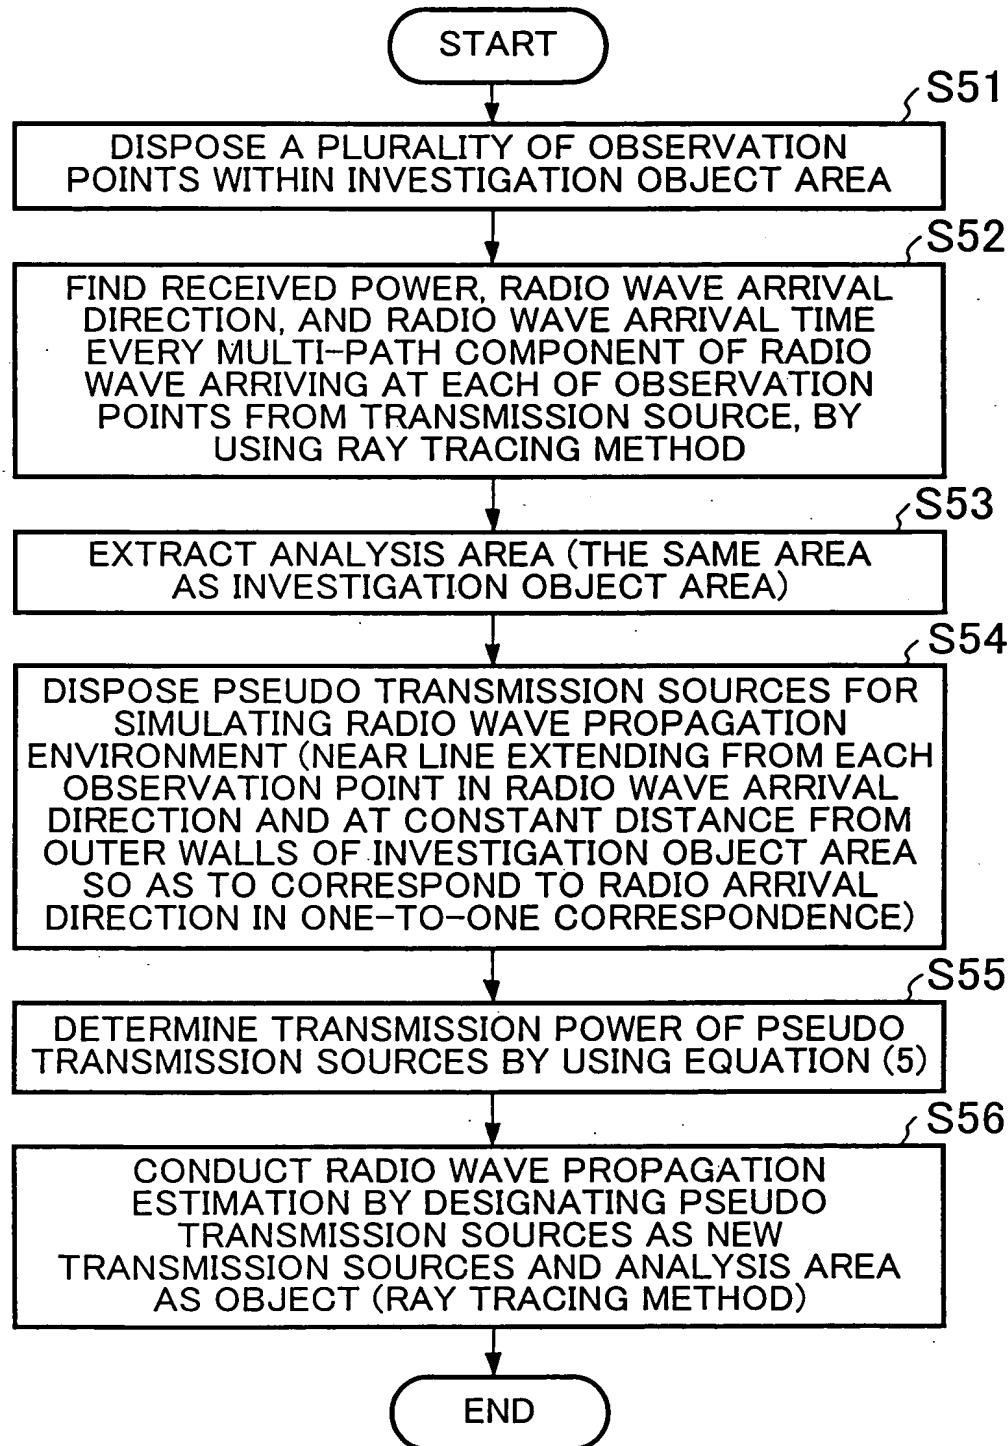 START
S51
DISPOSE A PLURALITY OF OBSERVATION
POINTS WITHIN INVESTIGATION OBJECT AREA
S52
FIND RECEIVED POWER, RADIO WAVE ARRIVAL
DIRECTION, AND RADIO WAVE ARRIVAL TIME
EVERY MULTI-PATH COMPONENT OF RADIO
WAVE ARRIVING AT EACH OF OBSERVATION
POINTS FROM TRANSMISSION SOURCE, BY
USING RAY TRACING METHOD
S53
EXTRACT ANALYSIS AREA (THE SAME AREA
AS INVESTIGATION OBJECT AREA)
S54
DISPOSE PSEUDO TRANSMISSION SOURCES FOR
SIMULATING RADIO WAVE PROPAGATION
ENVIRONMENT (NEAR LINE EXTENDING FROM EACH
OBSERVATION POINT IN RADIO WAVE ARRIVAL
DIRECTION AND AT CONSTANT DISTANCE FROM
OUTER WALLS OF INVESTIGATION OBJECT AREA
SO AS TO CORRESPOND TO RADIO ARRIVAL
DIRECTION IN ONE-TO-ONE CORRESPONDENCE)
S55
DETERMINE TRANSMISSION POWER OF PSEUDO
TRANSMISSION SOURCES BY USING EQUATION (5)
S56
CONDUCT RADIO WAVE PROPAGATION
ESTIMATION BY DESIGNATING PSEUDO
TRANSMISSION SOURCES AS NEW
TRANSMISSION SOURCES AND ANALYSIS AREA
AS OBJECT (RAY TRACING METHOD)
END